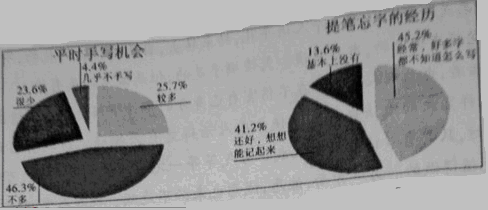 平时手写机会
4.4%
几乎不手写
23.6%
很少
25.7%
较多
46.3%
不多
提笔忘字的经历
45.2%
经常，好多字
都不知道怎么写
13.6%
基本上没有
41.2%
还好，想想
能记起来